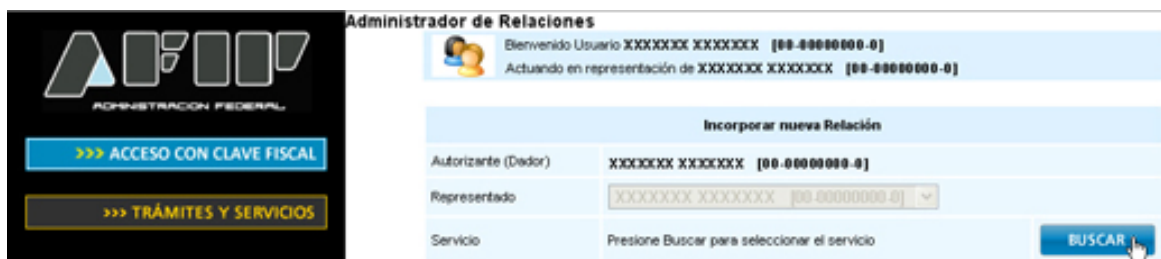 AFIP
ADMINISTRACION FEDERAL
>>> ACCESO CON CLAVE FISCAL
>>> TRÁMITES Y SERVICIOS
Administrador de Relaciones
Bienvenido Usuario XXXXXXX XXXXXXX [00-00000000-0]
Actuando en representación de XXXXXXX XXXXXXX [00-00000000-0]
Incorporar nueva Relación
Autorizante (Dador) XXXXXXX XXXXXXX [00-00000000-0]
Representado XXXXXXX XXXXXXX [00-00000000-0]
Servicio Presione Buscar para seleccionar el servicio BUSCAR